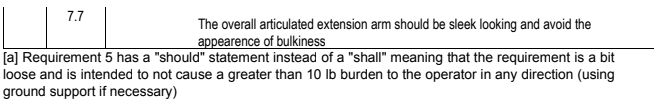 7.7
The overall articulated extension arm should be sleek looking and avoid the
appearence of bulkiness
[a] Requirement 5 has a "should" statement instead of a "shall" meaning that the requirement is a bit
loose and is intended to not cause a greater than 10 lb burden to the operator in any direction (using
ground support if necessary)